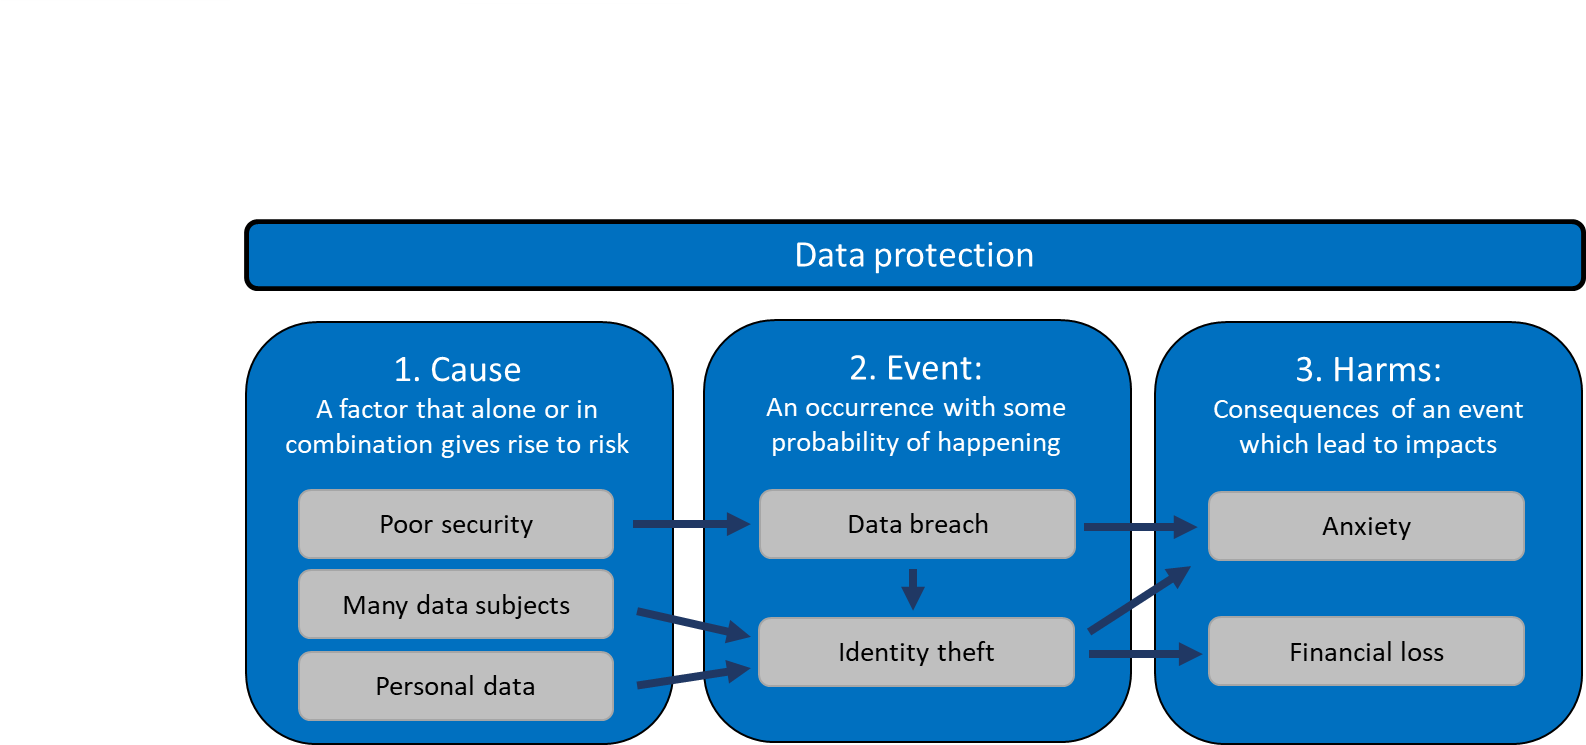 Data protection
1. Cause
A factor that alone or in
combination gives rise to risk
Poor security
Many data subjects
Personal data
2. Event:
An occurrence with some
probability of happening
Data breach
Identity theft
3. Harms:
Consequences of an event
which lead to impacts
Anxiety
Financial loss